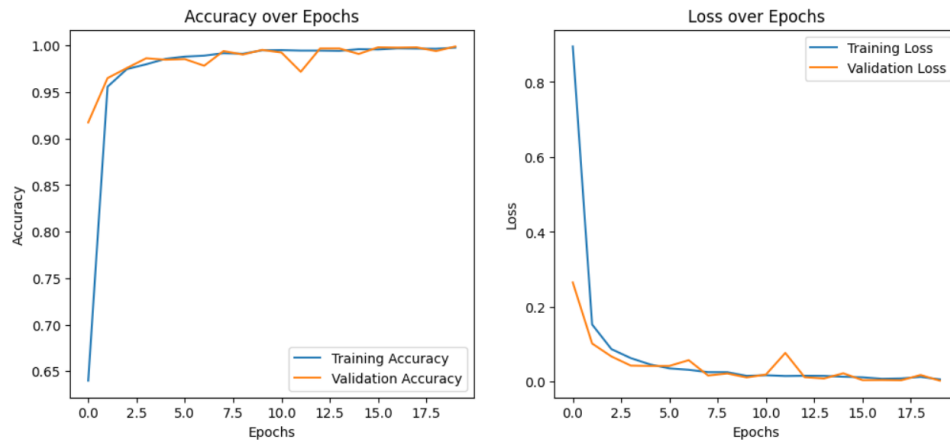 Accuracy over Epochs
1.00
0.95
0.90
0.85
0.80
0.75
0.70
0.65
Accuracy
Training Accuracy
Validation Accuracy
0.0 2.5 5.0 7.5 10.0 12.5 15.0 17.5
Epochs
Loss over Epochs
Training Loss
Validation Loss
0.8
0.6
0.4
0.2
0.0
Loss
0.0 2.5 5.0 7.5 10.0 12.5 15.0 17.5
Epochs